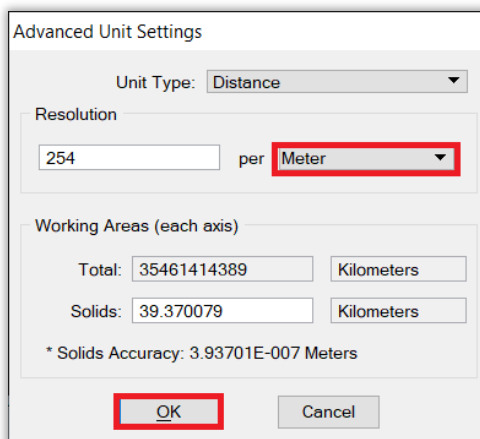 Advanced Unit Settings
Unit Type: Distance
Resolution
254 per Meter
Working Areas (each axis)
Total: 35461414389 Kilometers
Solids: 39.370079 Kilometers
* Solids Accuracy: 3.93701E-007 Meters
OK Cancel